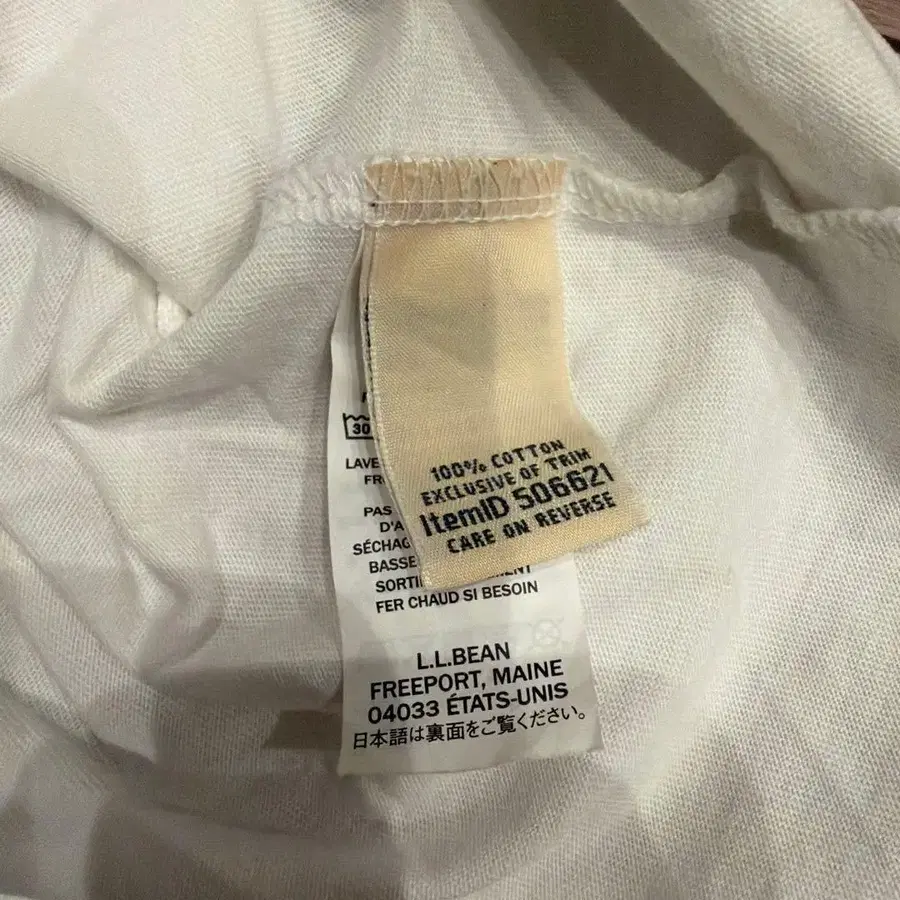 100% COTTON
EXCLUSIVE OF TRIM
ItemID 506621
CARE ON REVERSE
30
LAVE
FR
PAS
D'A
SÉCHAG
BASSE
SORTI
FER CHAUD SI BESOIN
L.L.BEAN
FREEPORT, MAINE
04033 ÉTATS-UNIS
日本語は裏面をご覧ください。